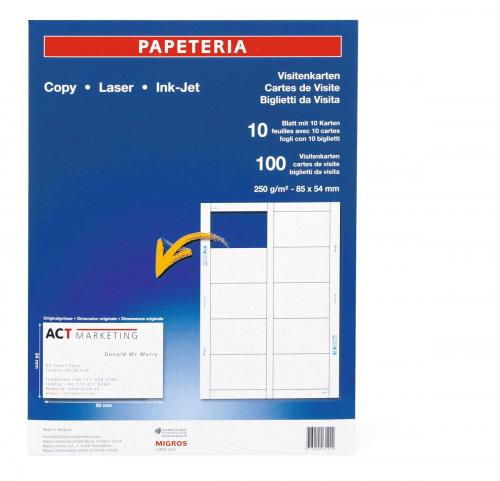 PAPETERIA
Copy • Laser • Ink-Jet
Visitenkarten
Cartes de Visite
Biglietti da Visita
10 Blatt mit 10 Karten
feuilles avec 10 cartes
fogli con 10 biglietti
100 Visitenkarten
cartes de visite
biglietti da visita
250 g/m² - 85 x 54 mm
Originalgrösse • Dimension originale • Dimensione originale
ACT MARKETING
Donald Mc Murry
London
54 mm
85 mm
Made in Belgium
MIGROS